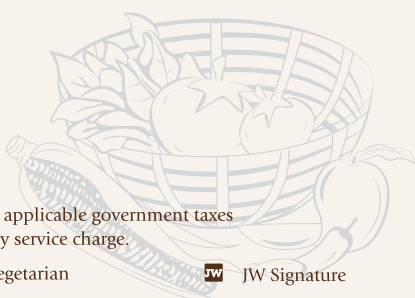 applicable government taxes
y service charge.
egetarian JW JW Signature